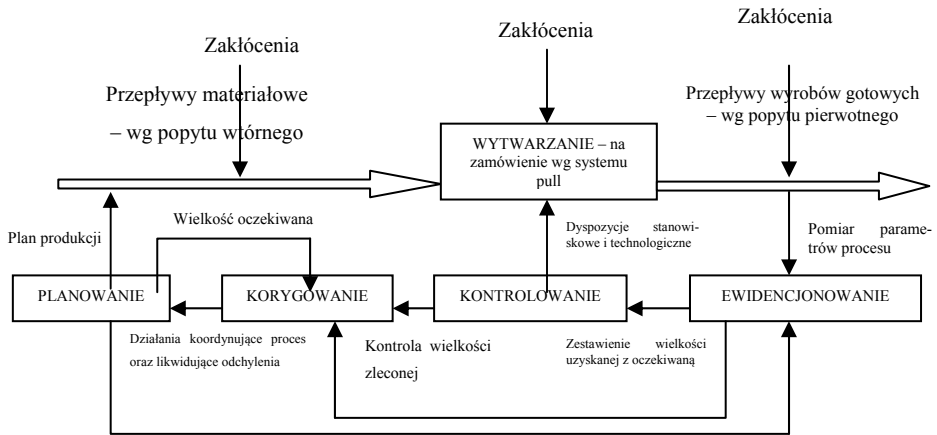 Zakłócenia
Zakłócenia
Zakłócenia
Przepływy materiałowe
– wg popytu wtórnego
Przepływy wyrobów gotowych
– wg popytu pierwotnego
WYTWARZANIE – na
zamówienie wg systemu
pull
Plan produkcji
Wielkość oczekiwana
Dyspozycje stanowi-
skowe i technologiczne
Pomiar parame-
trów procesu
PLANOWANIE
KORYGOWANIE
KONTROLOWANIE
EWIDENCJONOWANIE
Działania koordynujące proces
oraz likwidujące odchylenia
Kontrola wielkości
zleconej
Zestawienie wielkości
uzyskanej z oczekiwaną